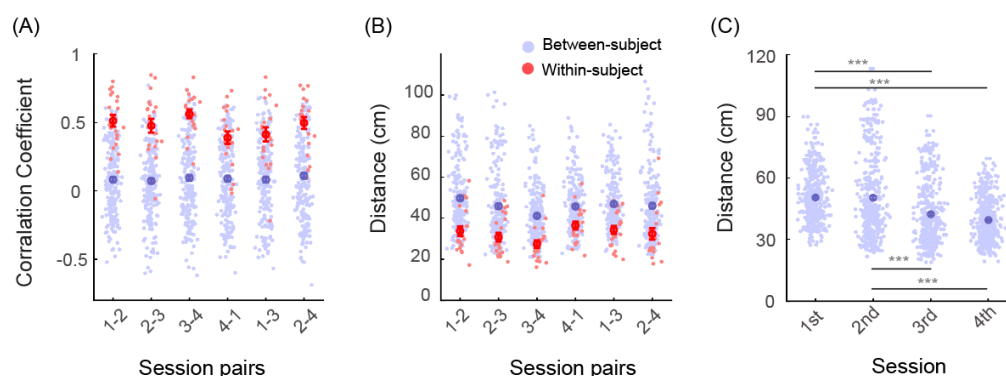 (A)
Corralation Coefficient
1
0.5
0
-0.5
1-2
2-3
3-4
4-1
1-3
2-4
Session pairs
(B)
Between-subject
Within-subject
Distance (cm)
100
80
60
40
20
0
1-2
2-3
3-4
4-1
1-3
2-4
Session pairs
(C)
Distance (cm)
120
90
60
30
0
***
***
***
***
1st
2nd
3rd
4th
Session